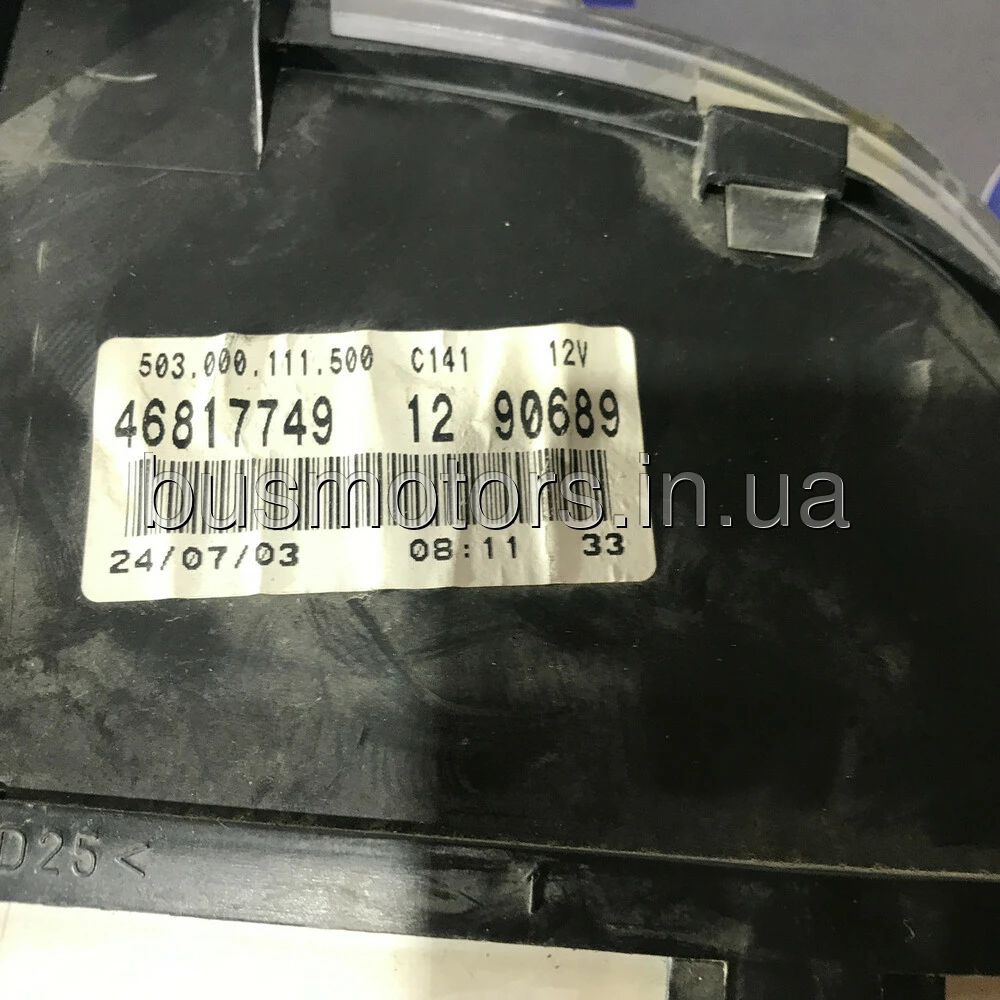 503.000.111.500 C141 12V
46817749 12 90689
busmotors.in.ua
24/07/03 08:11 33
D25<
1